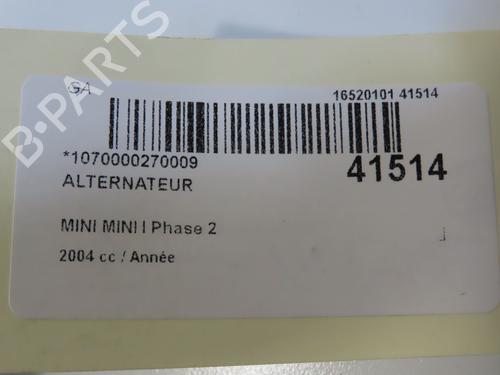 GA
16520101 41514
*1070000270009
41514
ALTERNATEUR
MINI MINI I Phase 2
2004 cc / Année
B-PARTS